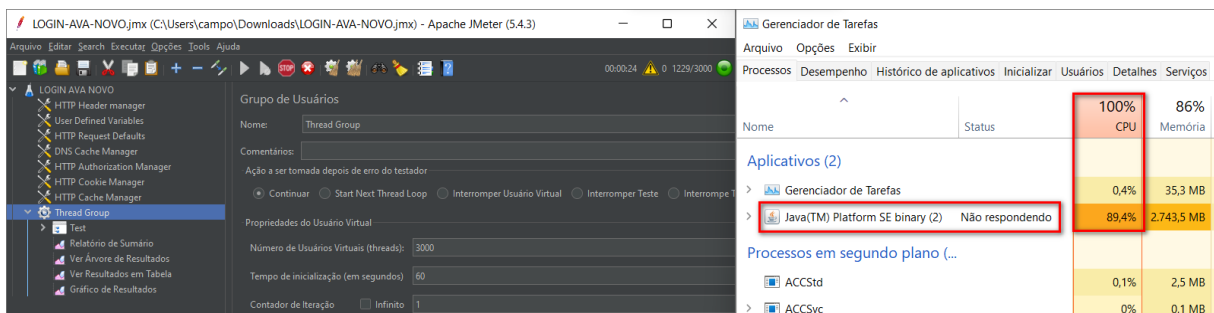 LOGIN-AVA-NOVO.jmx (C:\Users\campo\Downloads\LOGIN-AVA-NOVO.jmx) - Apache JMeter (5.4.3)
Arquivo Editar Search Executar Opções Tools Ajuda
STOP
00:00:24 0 1229/3000
LOGIN AVA NOVO
HTTP Header manager
User Defined Variables
HTTP Request Defaults
DNS Cache Manager
HTTP Authorization Manager
HTTP Cookie Manager
HTTP Cache Manager
Thread Group
Test
Relatório de Sumário
Ver Árvore de Resultados
Ver Resultados em Tabela
Gráfico de Resultados
Grupo de Usuários
Nome: Thread Group
Comentários:
Ação a ser tomada depois de erro do testador
Continuar Start Next Thread Loop Interromper Usuário Virtual Interromper Teste Interrompe T
Propriedades do Usuário Virtual
Número de Usuários Virtuais (threads): 3000
Tempo de inicialização (em segundos) 60
Contador de Iteração Infinito 1
Gerenciador de Tarefas
Arquivo Opções Exibir
Processos Desempenho Histórico de aplicativos Inicializar Usuários Detalhes Serviços
100% 86%
Nome Status CPU Memória
Aplicativos (2)
Gerenciador de Tarefas 0,4% 35,3 MB
Java(TM) Platform SE binary (2) Não respondendo 89,4% 2.743,5 MB
Processos em segundo plano (...
ACCStd 0,1% 2,5 MB
ACCSvc 0% 0,1 MB